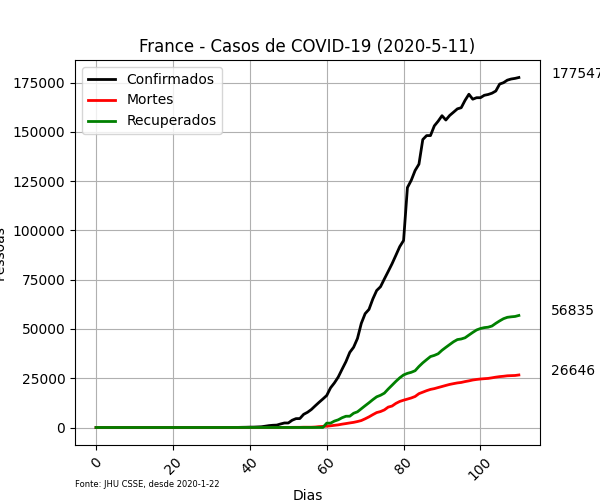 France - Casos de COVID-19 (2020-5-11)
Confirmados
Mortes
Recuperados
175000
150000
125000
100000
75000
50000
25000
0
177547
56835
26646
0
20
40
60
80
100
Dias
Fonte: JHU CSSE, desde 2020-1-22